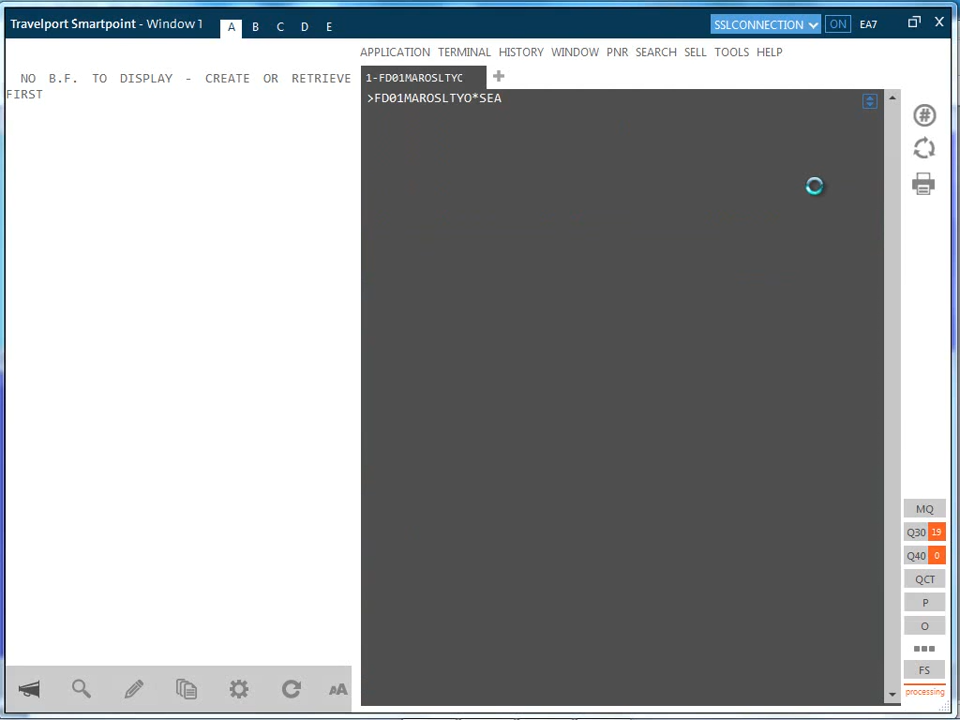 Travelport Smartpoint - Window 1
A B C D E
SSLCONNECTION ON EA7
APPLICATION TERMINAL HISTORY WINDOW PNR SEARCH SELL TOOLS HELP
NO B.F. TO DISPLAY - CREATE OR RETRIEVE
FIRST
1-FD01MAROSLTYC
>FD01MAROSLTYO*SEA
MQ
Q30 19
Q40 0
QCT
P
O
FS
processing
AA